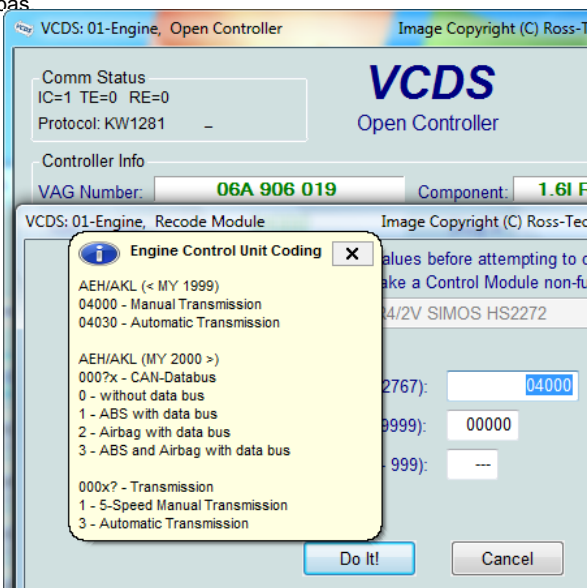 pas
VCDS: 01-Engine, Open Controller
Image Copyright (C) Ross-T
Comm Status
IC=1 TE=0 RE=0
Protocol: KW1281
VCDS
Open Controller
Controller Info
VAG Number:
06A 906 019
Component:
1.6l R
VCDS: 01-Engine, Recode Module
Image Copyright (C) Ross-Tec
Engine Control Unit Coding
AEH/AKL (< MY 1999)
04000 - Manual Transmission
04030 - Automatic Transmission
AEH/AKL (MY 2000 >)
000?x - CAN-Databus
0 - without data bus
1 - ABS with data bus
2 - Airbag with data bus
3 - ABS and Airbag with data bus
000x? - Transmission
1 - 5-Speed Manual Transmission
3 - Automatic Transmission
alues before attempting to c
ake a Control Module non-fu
4/2V SIMOS HS2272
2767):
04000
9999):
00000
- 999):
---
Do It!
Cancel